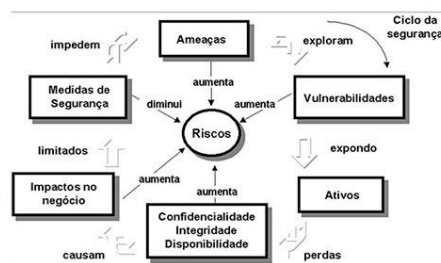 Ciclo da
segurança
impedem
Ameaças
exploram
aumenta
Medidas de
Segurança
diminui
Riscos
aumenta
Vulnerabilidades
limitados
expondo
Impactos no
negócio
aumenta
aumenta
Ativos
Confidencialidade
Integridade
Disponibilidade
causam
perdas